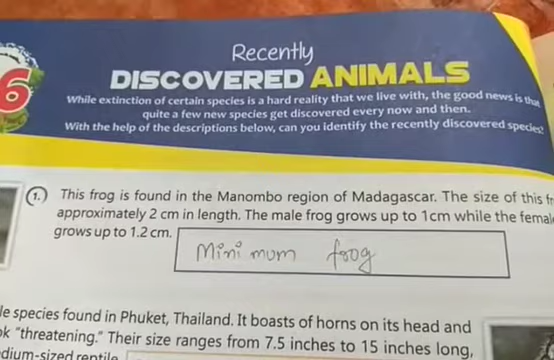 6
Recently
DISCOVERED ANIMALS
While extinction of certain species is a hard reality that we live with, the good news is that
quite a few new species get discovered every now and then.
With the help of the descriptions below, can you identify the recently discovered species?
1. This frog is found in the Manombo region of Madagascar. The size of this
approximately 2 cm in length. The male frog grows up to 1cm while the
grows up to 1.2 cm.
Mini mum frog
species found in Phuket, Thailand. It boasts of horns on its head and
"threatening." Their size ranges from 7.5 inches to 15 inches long,
reptile